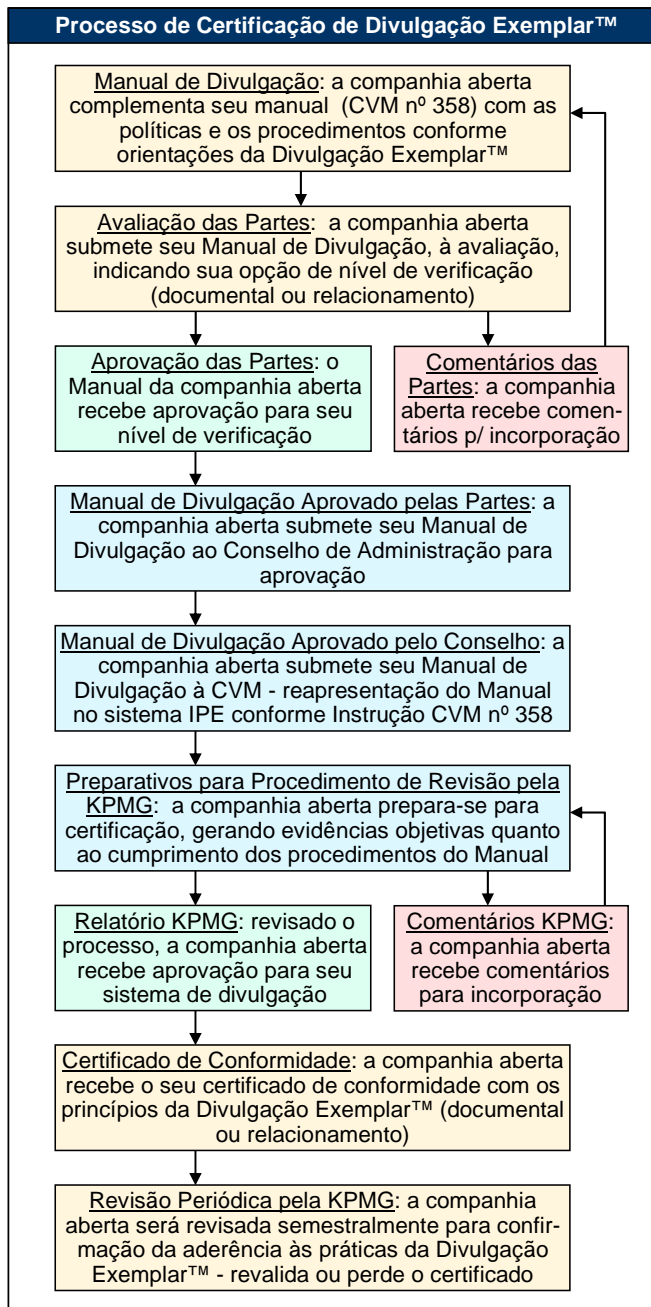 Processo de Certificação de Divulgação Exemplar™
Manual de Divulgação: a companhia aberta
complementa seu manual (CVM nº 358) com as
políticas e os procedimentos conforme
orientações da Divulgação Exemplar™
Avaliação das Partes: a companhia aberta
submete seu Manual de Divulgação, à avaliação,
indicando sua opção de nível de verificação
(documental ou relacionamento)
Aprovação das Partes: o
Manual da companhia aberta
recebe aprovação para seu
nível de verificação
Comentários das
Partes: a companhia
aberta recebe comen-
tários p/ incorporação
Manual de Divulgação Aprovado pelas Partes: a
companhia aberta submete seu Manual de
Divulgação ao Conselho de Administração para
aprovação
Manual de Divulgação Aprovado pelo Conselho: a
companhia aberta submete seu Manual de
Divulgação à CVM - reapresentação do Manual
no sistema IPE conforme Instrução CVM nº 358
Preparativos para Procedimento de Revisão pela
KPMG: a companhia aberta prepara-se para
certificação, gerando evidências objetivas quanto
ao cumprimento dos procedimentos do Manual
Relatório KPMG: revisado o
processo, a companhia aberta
recebe aprovação para seu
sistema de divulgação
Comentários KPMG:
a companhia aberta
recebe comentários
para incorporação
Certificado de Conformidade: a companhia aberta
recebe o seu certificado de conformidade com os
princípios da Divulgação Exemplar™ (documental
ou relacionamento)
Revisão Periódica pela KPMG: a companhia
aberta será revisada semestralmente para confir-
mação da aderência às práticas da Divulgação
Exemplar™ - revalida ou perde o certificado